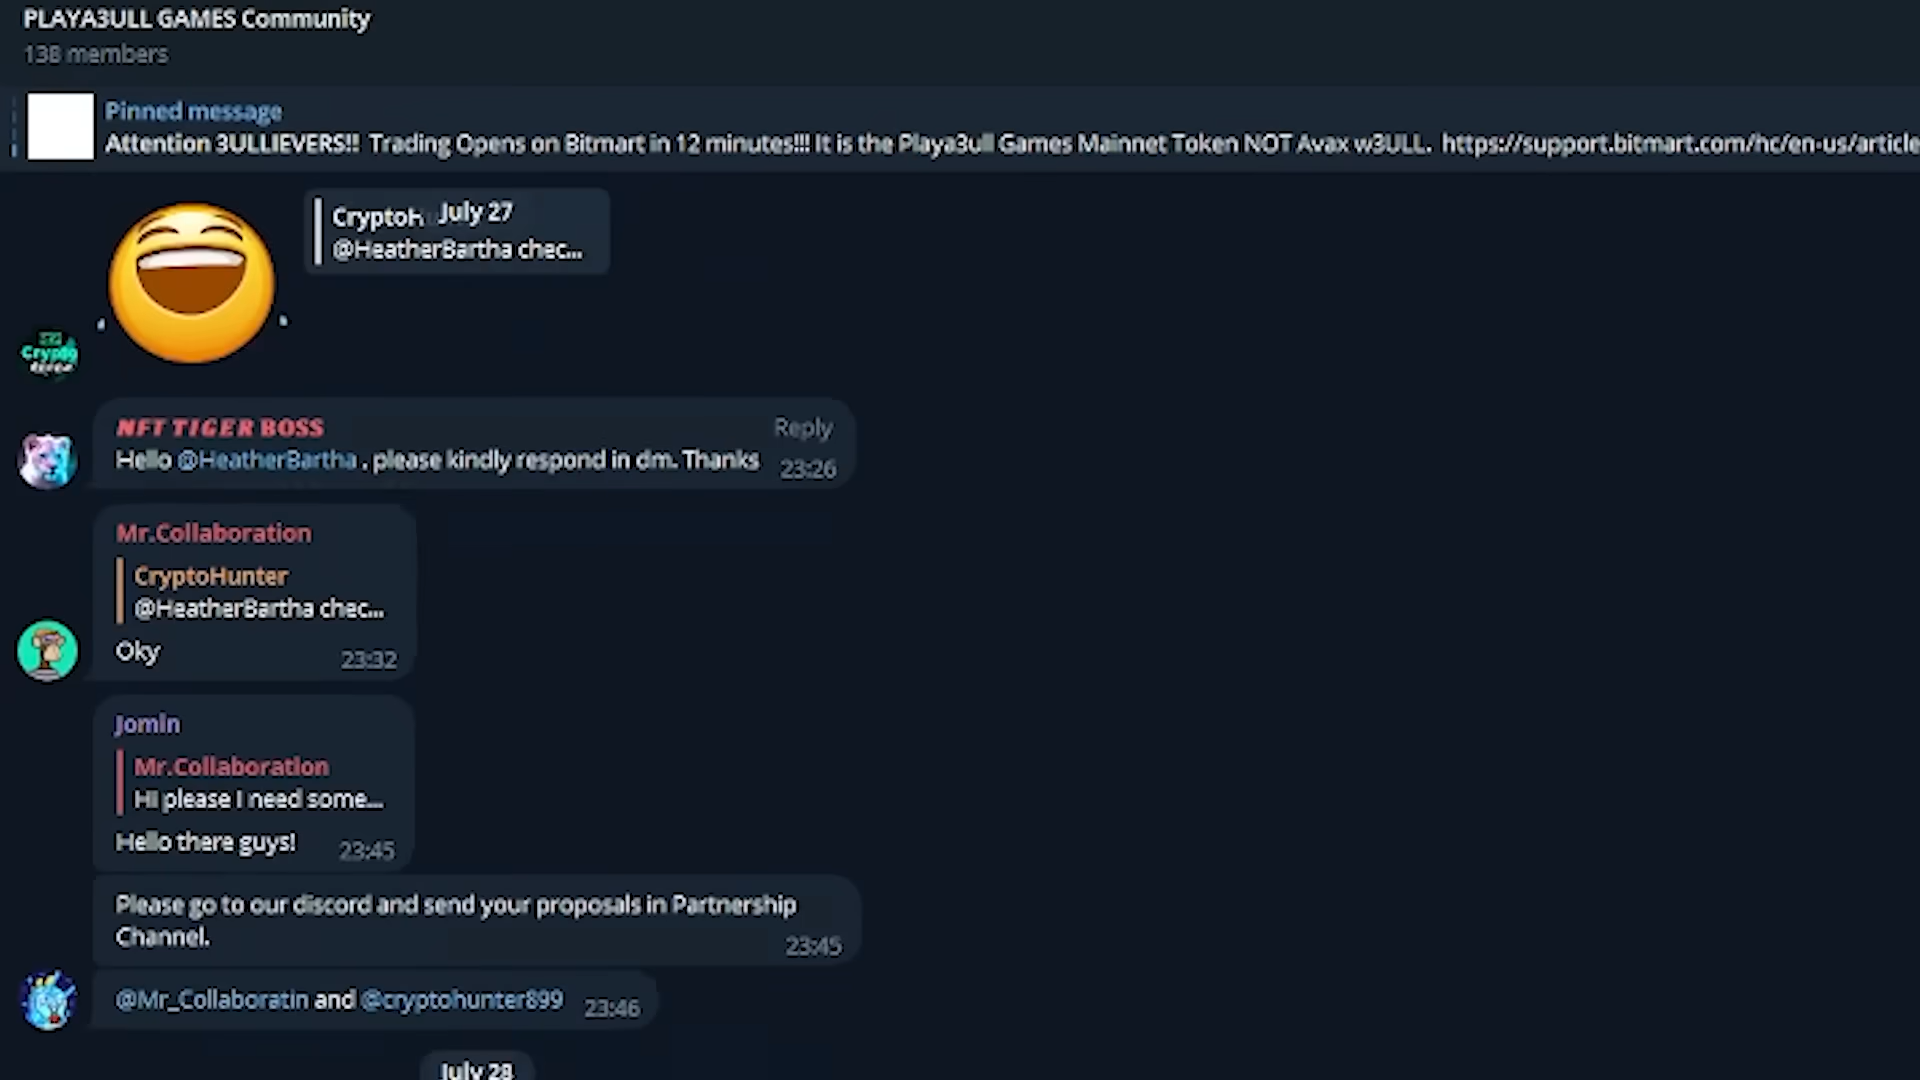 PLAYA3ULL GAMES Community
138 members
Pinned message
Attention 3ULLIEVERS!! Trading Opens on Bitmart in 12 minutes!!! It is the Playa3ull Games Mainnet Token NOT Avax w3ULL. https://support.bitmart.com/hc/en-us/article
CryptoH
July 27
@HeatherBartha chec...
Crypto
NFT TIGER BOSS
Reply
Hello @HeatherBartha , please kindly respond in dm. Thanks
23:26
Mr.Collaboration
CryptoHunter
@HeatherBartha chec...
Oky
23:32
Jomin
Mr.Collaboration
Hi please I need some...
Hello there guys!
23:45
Please go to our discord and send your proposals in Partnership
Channel.
23:45
@Mr_Collaboratin and @cryptohunter899
23:46
July 28